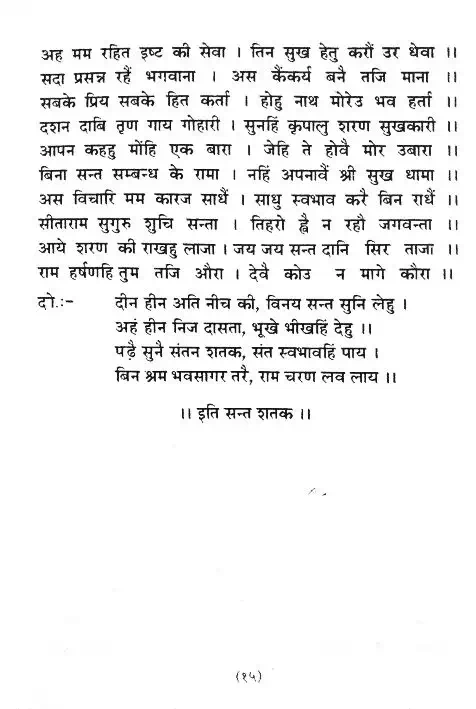 अह मम रहित इष्ट की सेवा । तिन सुख हेतु करौं उर धेवा ।।
सदा प्रसन्न रहैं भगवाना । अस कैंकर्य बनै तजि माना ।
सबके प्रिय सबके हित कर्ता । होहु नाथ मोरेउ भव हर्ता ।।
दशन दाबि तृण गाय गोहारी । सुनहिं कृपालु शरण सुखकारी ।।
आपन कहहु मोंहि एक बारा । जेहि ते होवै मोर उबारा ।।
बिना सन्त सम्बन्ध के रामा । नहिं अपनावैं श्री सुख धामा ।।
अस विचारि मम कारज साधैं । साधु स्वभाव करै बिन राधैं ।।
सीताराम सुगुरु शुचि सन्ता । तिहरो ह्वै न रहौ जगवन्ता ।।
आये शरण की राखहु लाजा । जय जय सन्त दानि सिर ताजा ।।
राम हर्षणहि तुम तजि औरा । देवै कोउ न मागे कौरा ।।
दो.:- दीन हीन अति नीच की, विनय सन्त सुनि लेहु ।
अहं हीन निज दासता, भूखे भीखहिं देहु ।।
पढ़ै सुनै संतन शतक, संत स्वभावहिं पाय ।
बिन श्रम भवसागर तरै, राम चरण लव लाय ।।
।। इति सन्त शतक ।।
(१५)